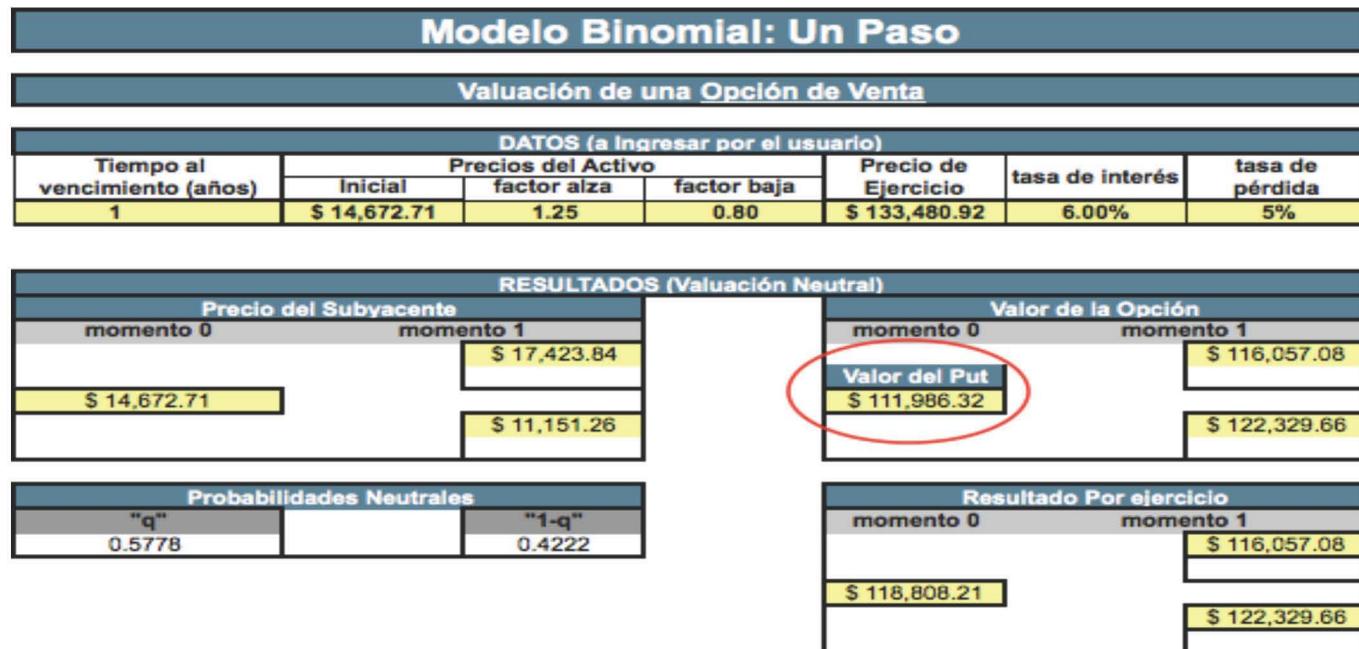 Modelo Binomial: Un Paso
Valuación de una Opción de Venta
DATOS (a Ingresar por el usuario)
Tiempo al vencimiento (años) Precios del Activo Precio de Ejercicio tasa de interés tasa de pérdida
Inicial factor alza factor baja
1 $ 14,672.71 1.25 0.80 $ 133,480.92 6.00% 5%
RESULTADOS (Valuación Neutral)
Precio del Subyacente Valor de la Opción
momento 0 momento 1 momento 0 momento 1
$ 17,423.84 $ 116,057.08
Valor del Put
$ 14,672.71 $ 111,986.32
$ 11,151.26 $ 122,329.66
Probabilidades Neutrales Resultado Por ejercicio
"q" "1-q" momento 0 momento 1
0.5778 0.4222 $ 116,057.08
$ 118,808.21
$ 122,329.66